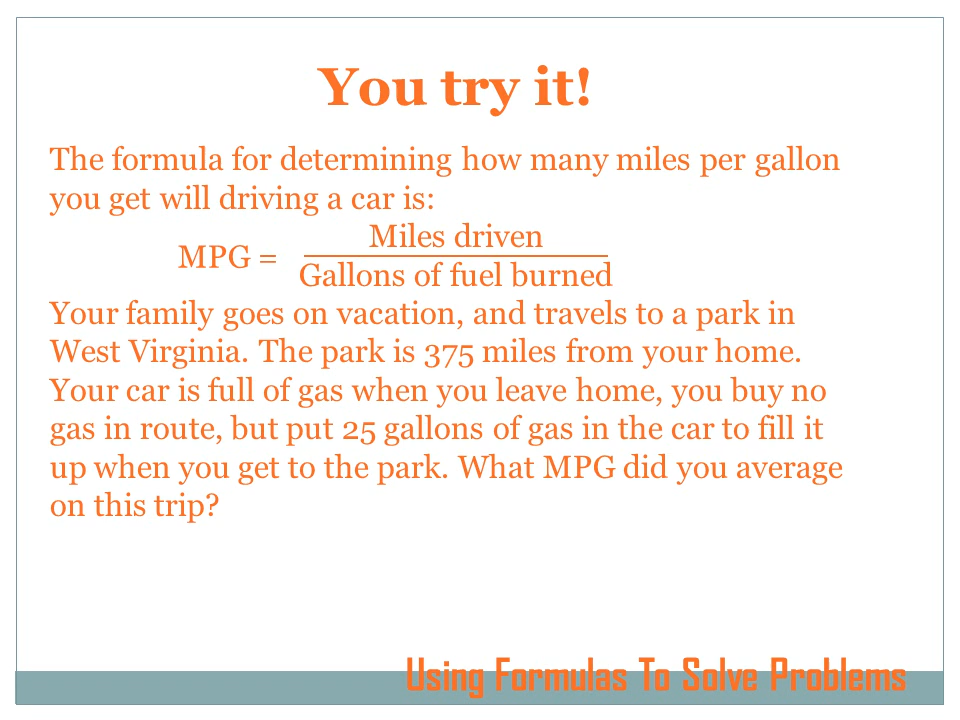 You try it!
The formula for determining how many miles per gallon
you get will driving a car is:
Miles driven
MPG =
Gallons of fuel burned
Your family goes on vacation, and travels to a park in
West Virginia. The park is 375 miles from your home.
Your car is full of gas when you leave home, you buy no
gas in route, but put 25 gallons of gas in the car to fill it
up when you get to the park. What MPG did you average
on this trip?
Using Formulas To Solve Problems